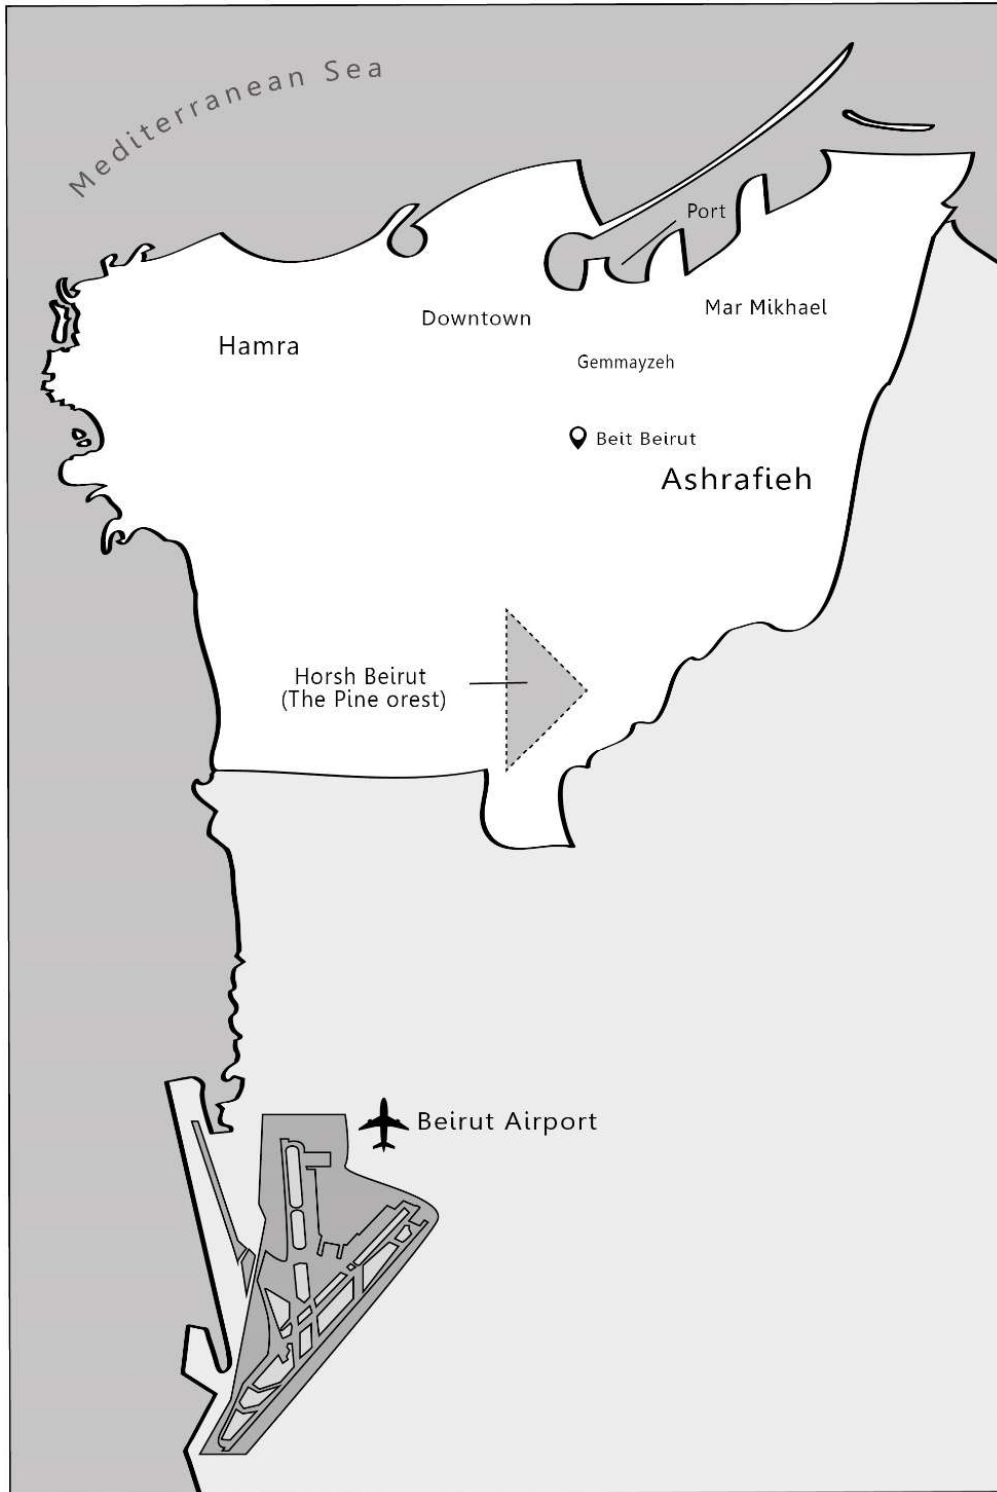 Mediterranean Sea
Port
Mar Mikhael
Downtown
Hamra
Gemmayzeh
Beit Beirut
Ashrafieh
Horsh Beirut
(The Pine orest)
Beirut Airport